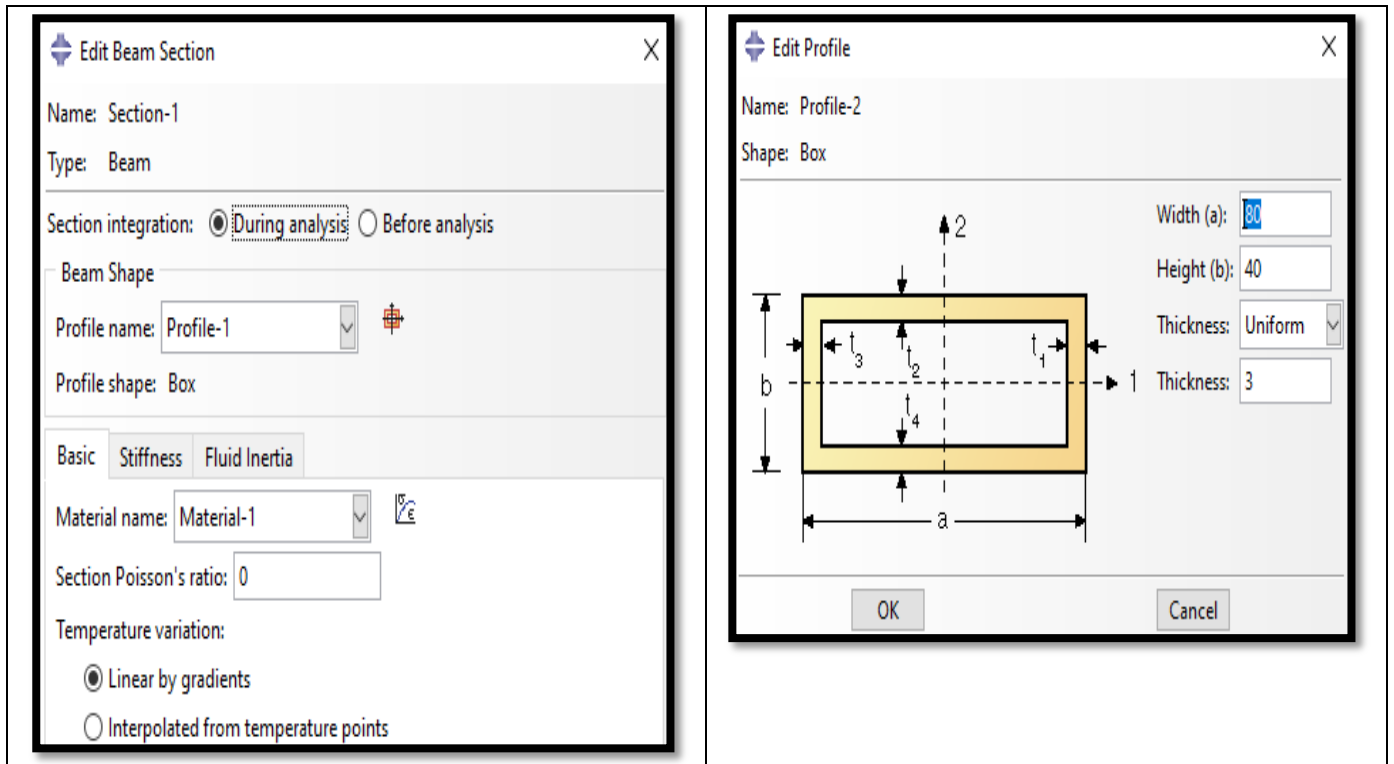 Edit Beam Section X
Name: Section-1
Type: Beam
Section integration: During analysis Before analysis
Beam Shape
Profile name: Profile-1
Profile shape: Box
Basic Stiffness Fluid Inertia
Material name: Material-1 σ ε
Section Poisson's ratio: 0
Temperature variation:
Linear by gradients
Interpolated from temperature points
Edit Profile X
Name: Profile-2
Shape: Box
Width (a): 80
2
Height (b): 40
Thickness: Uniform
t3 t2 t1
b 1 Thickness: 3
t4
a
OK Cancel